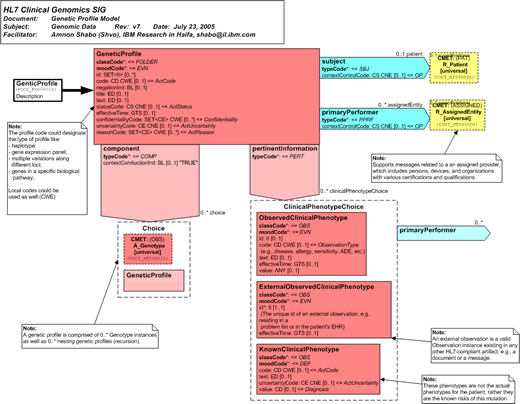 HL7 Clinical Genomics SIG
Document: Genetic Profile Model
Subject: Genomic Data Rev: v7 Date: July 23, 2005
Facilitator: Amnon Shabo (Shvo), IBM Research in Haifa, shabo@il.ibm.com
GeneticProfile
Description
Note:
The profile code could designate
the type of profile like:
- haplotype;
- gene expression panel;
- multiple variations along
different loci;
- genes in a specific biological
pathway;
Local codes could be
used as well (CWE)
GeneticProfile
classCode*: <= FOLDER
moodCode*: <= EVN
id: SET<II> [0..*]
code: CD CWE [0..1] <= ActCode
negationInd: BL [0..1]
title: ED [0..1]
text: ED [0..1]
statusCode: CS CNE [0..1] <= ActStatus
effectiveTime: GTS [0..1]
confidentialityCode: SET<CE> CWE [0..*] <= Confidentiality
uncertaintyCode: CE CNE [0..1] <= ActUncertainty
reasonCode: SET<CE> CWE [0..*] <= ActReason
0..1 patient
subject
typeCode*: <= SBJ
contextControlCode: CS CNE [0..1] <= OP
CMET: (PAT)
R_Patient
[universal]
0..* assignedEntity
primaryPerformer
typeCode*: <= PPRF
contextControlCode: CS CNE [0..1] <= OP
CMET: (ASSIGNED)
R_AssignedEntity
[universal]
Note:
Supports messages related to a an assigned provider,
which includes persons, devices, and organizations
with various certifications and qualifications
component
typeCode*: <= COMP
contextConductionInd: BL [0..1] "TRUE"
0..* choice
pertinentInformation
typeCode*: <= PERT
0..* clinicalPhenotypeChoice
Choice
CMET: (OBS)
A_Genotype
[universal]
GeneticProfile
Note:
A genetic profile is comprised of 0..* Genotype instances
as well as 0..* nesting genetic profiles (recursion).
ClinicalPhenotypeChoice
ObservedClinicalPhenotype
classCode*: <= OBS
moodCode*: <= EVN
id: II [0..1]
code: CD CWE [0..1] <= ObservationType
(e.g., disease, allergy, sensitivity, ADE, etc.)
text: ED [0..1]
effectiveTime: GTS [0..1]
value: ANY [0..1]
0..*
primaryPerformer
ExternalObservedClinicalPhenotype
classCode*: <= OBS
moodCode*: <= EVN
id*: II [1..1]
(The unique id of an external observation, e.g.,
residing in a
problem list or in the patient's EHR)
effectiveTime: GTS [0..1]
Note:
An external observation is a valid
Observation instance existing in any
other HL7-compliant artifact, e.g., a
document or a message.
KnownClinicalPhenotype
classCode*: <= OBS
moodCode*: <= DEF
code: CD CWE [0..1] <= ActCode
text: ED [0..1]
uncertaintyCode: CE CNE [0..1] <= ActUncertainty
value: CD [0..1] <= Diagnosis
Note:
These phenotypes are not the actual
phenotypes for the patient, rather they
are the known risks of this mutation.